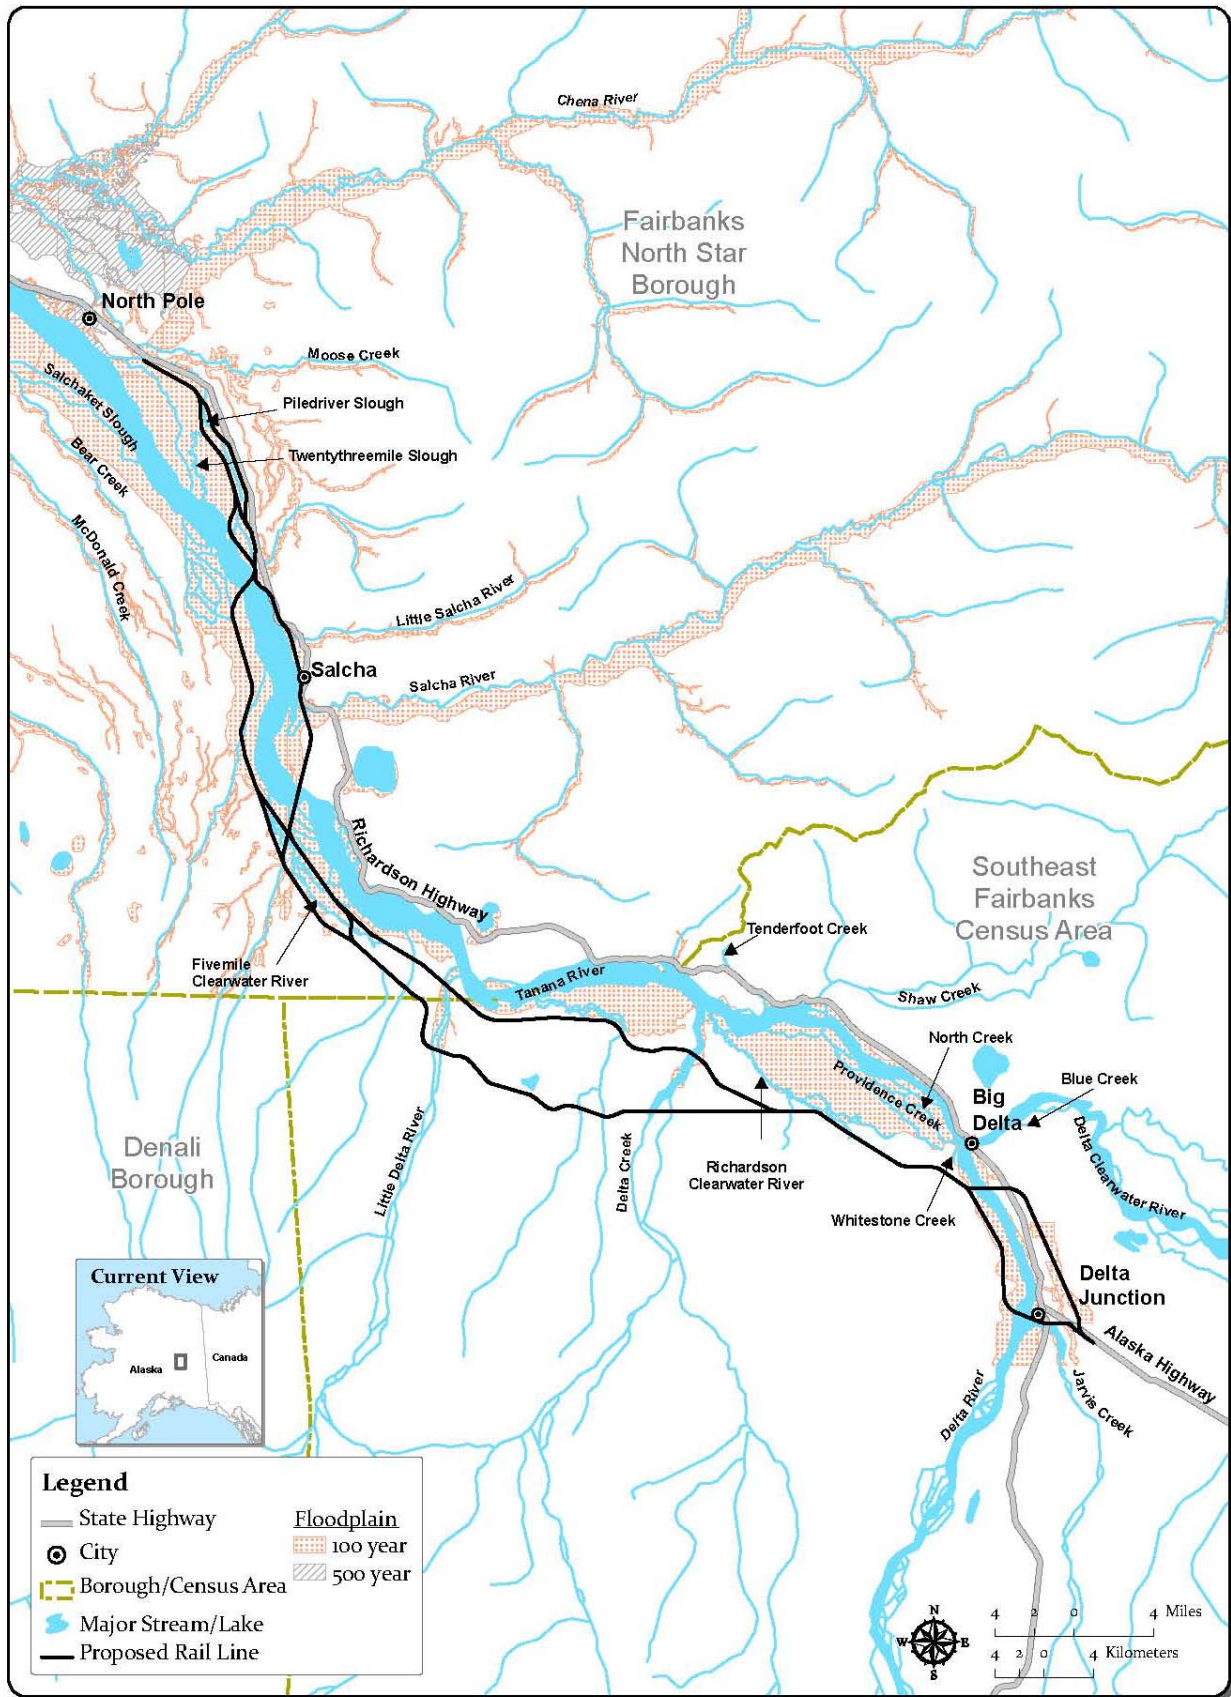 Chena River
Fairbanks
North Star
Borough
North Pole
Moose Creek
Salchaket Slough
Piledriver Slough
Bear Creek
Twentythreemile Slough
McDonald Creek
Little Salcha River
Salcha
Salcha River
Richardson Highway
Southeast
Fairbanks
Census Area
Tenderfoot Creek
Fivemile
Clearwater River
Tanana River
Shaw Creek
North Creek
Providence Creek
Big
Delta
Blue Creek
Delta Clearwater River
Denali
Borough
Little Delta River
Delta Creek
Richardson
Clearwater River
Whitestone Creek
Delta
Junction
Alaska Highway
Delta River
Jarvis Creek
Current View
Alaska
Canada
Legend
State Highway
City
Borough/Census Area
Major Stream/Lake
Proposed Rail Line
Floodplain
100 year
500 year
N
W
E
S
4 2 0 4 Miles
4 2 0 4 Kilometers